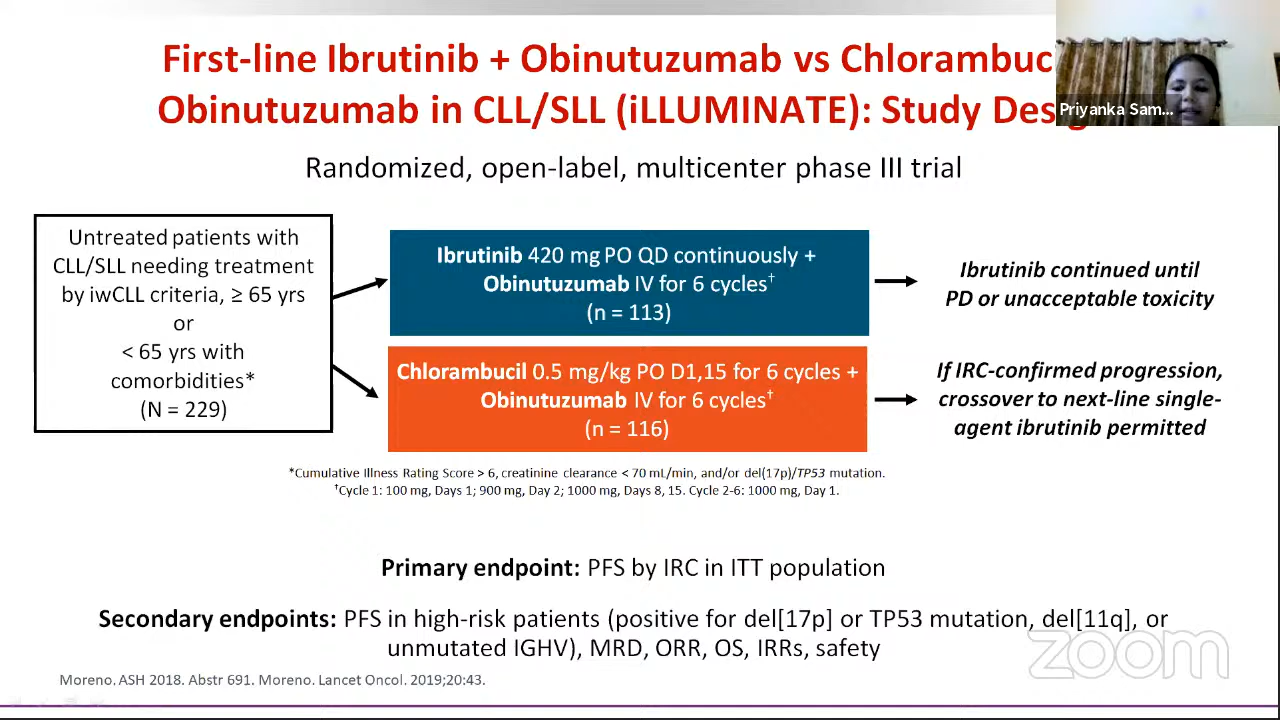 First-line Ibrutinib + Obinutuzumab vs Chlorambuc
Obinutuzumab in CLL/SLL (iLLUMINATE): Study Desig
Priyanka Sam...
Randomized, open-label, multicenter phase III trial
Untreated patients with
CLL/SLL needing treatment
by iwCLL criteria, ≥ 65 yrs
or
< 65 yrs with
comorbidities*
(N = 229)
Ibrutinib 420 mg PO QD continuously +
Obinutuzumab IV for 6 cycles†
(n = 113)
Ibrutinib continued until
PD or unacceptable toxicity
Chlorambucil 0.5 mg/kg PO D1,15 for 6 cycles +
Obinutuzumab IV for 6 cycles†
(n = 116)
If IRC-confirmed progression,
crossover to next-line single-
agent ibrutinib permitted
*Cumulative Illness Rating Score > 6, creatinine clearance < 70 mL/min, and/or del(17p)/TP53 mutation.
†Cycle 1: 100 mg, Days 1; 900 mg, Day 2; 1000 mg, Days 8, 15. Cycle 2-6: 1000 mg, Day 1.
Primary endpoint: PFS by IRC in ITT population
Secondary endpoints: PFS in high-risk patients (positive for del[17p] or TP53 mutation, del[11q], or
unmutated IGHV), MRD, ORR, OS, IRRs, safety
zoom
Moreno. ASH 2018. Abstr 691. Moreno. Lancet Oncol. 2019;20:43.